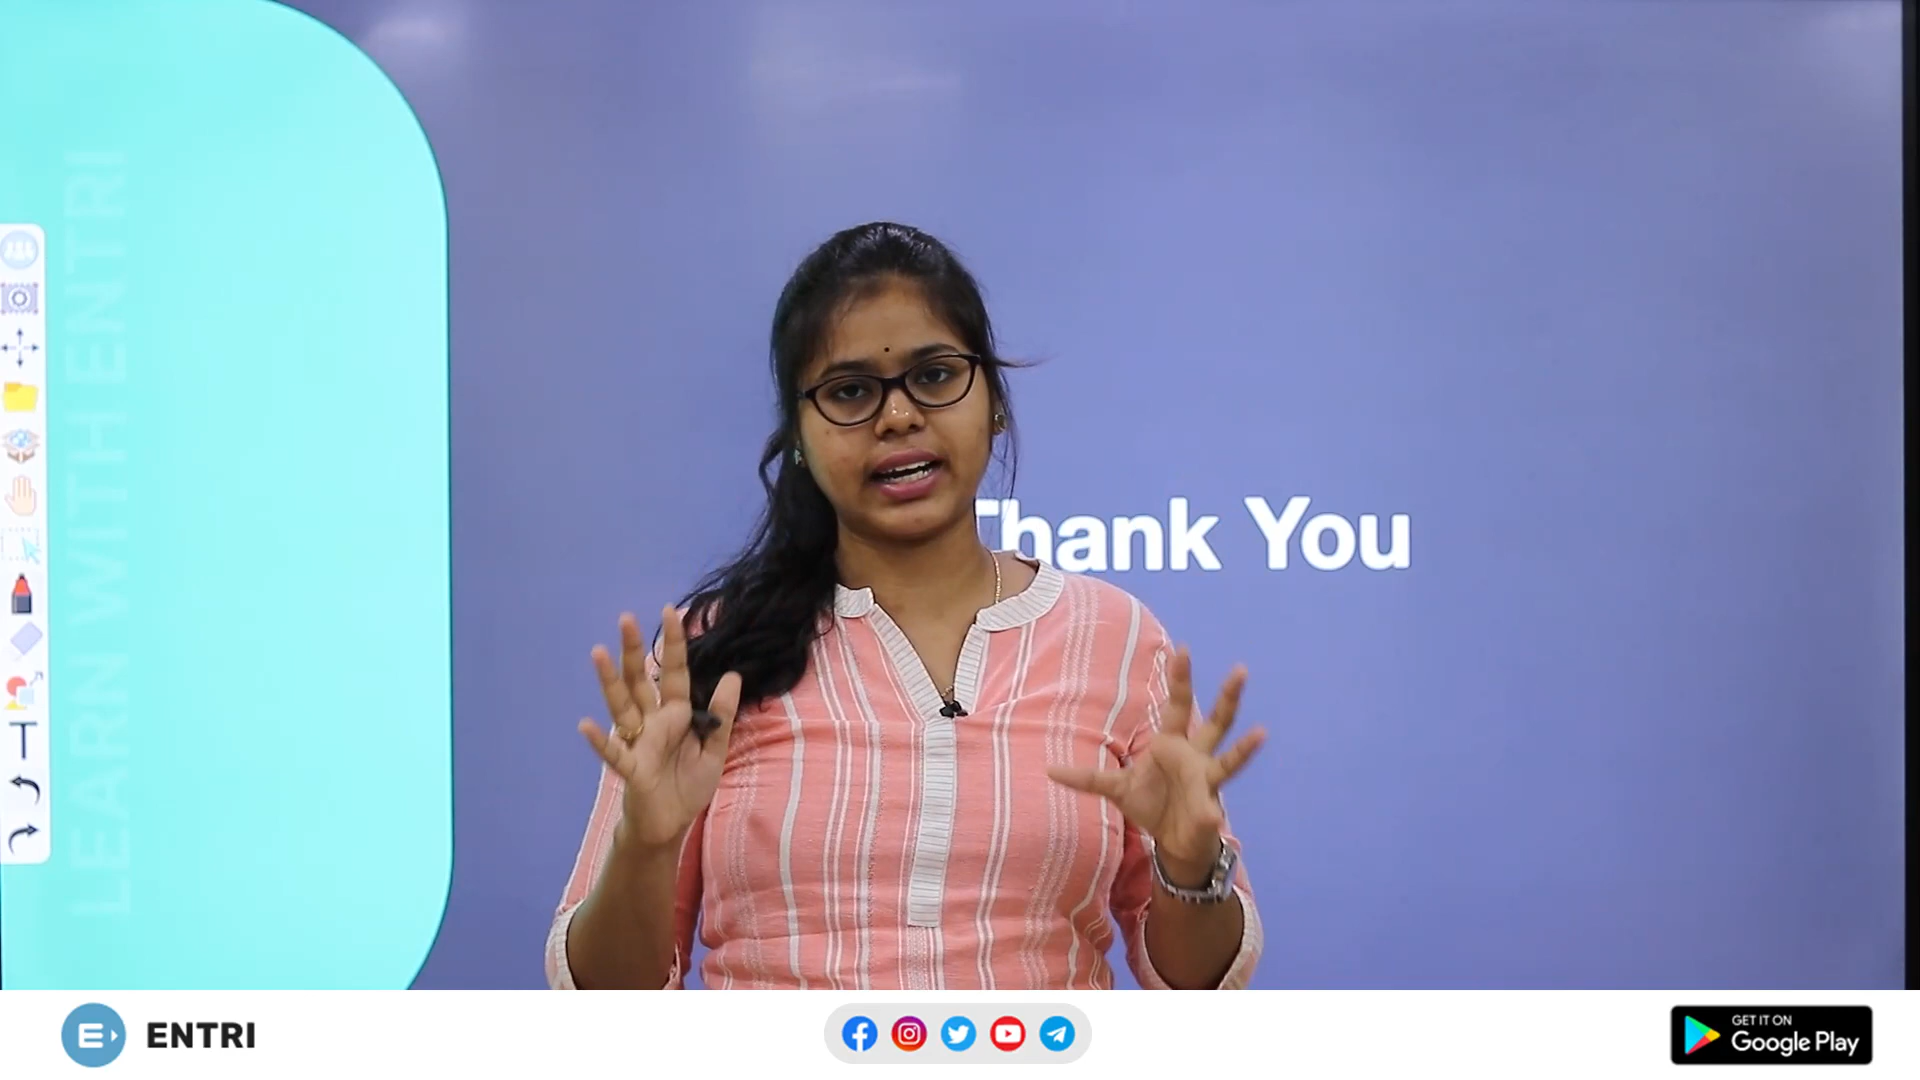 LEARN WITH ENTRI
Thank You
T
E
ENTRI
GET IT ON
Google Play